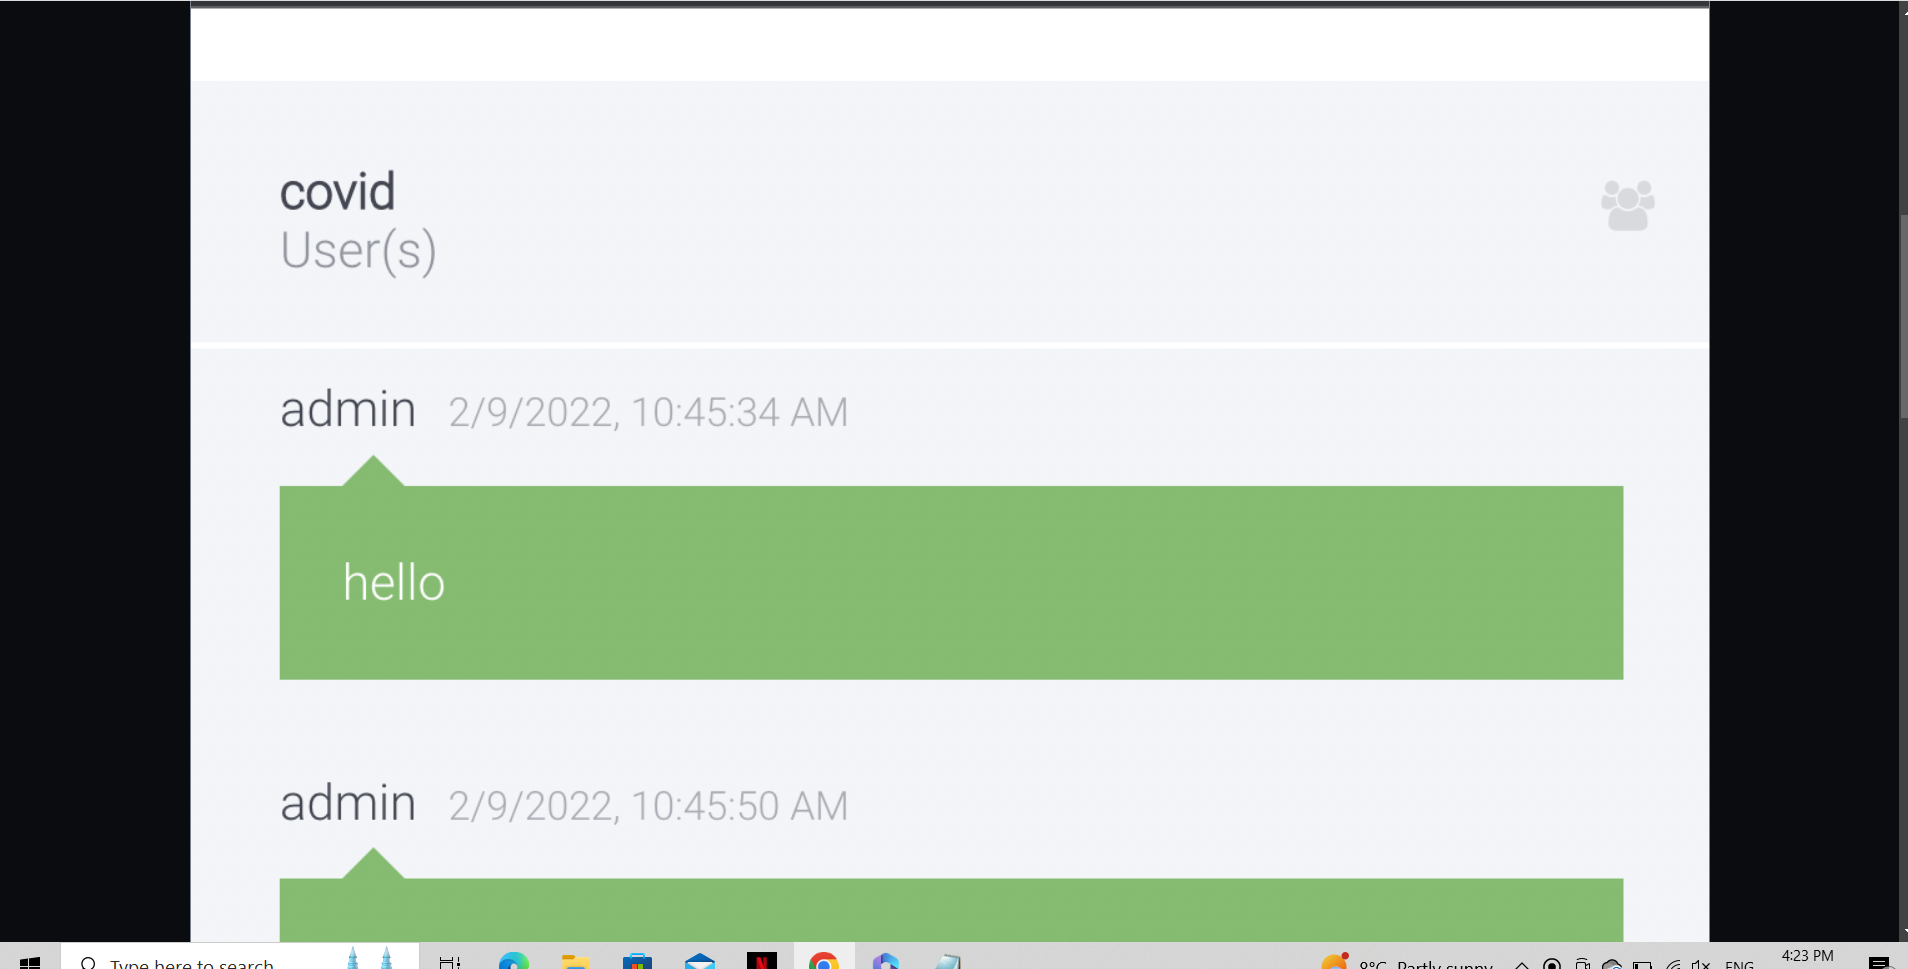 covid
User(s)
admin 2/9/2022, 10:45:34 AM
hello
admin 2/9/2022, 10:45:50 AM
Type here to search
8°C Partly sunny
ENG
4:23 PM